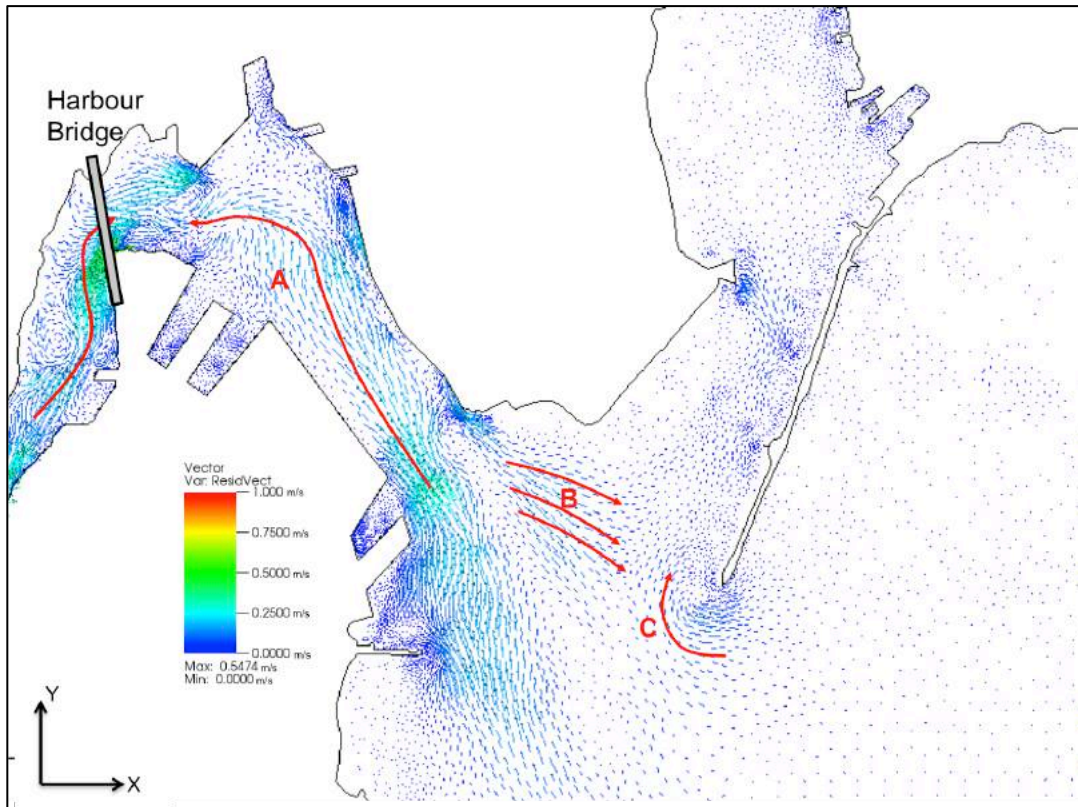 Harbour
Bridge
A
B
C
Vector
Var: ResidVect
1.000 m/s
0.7500 m/s
0.5000 m/s
0.2500 m/s
0.0000 m/s
Max: 0.5474 m/s
Min: 0.0000 m/s
Y
X